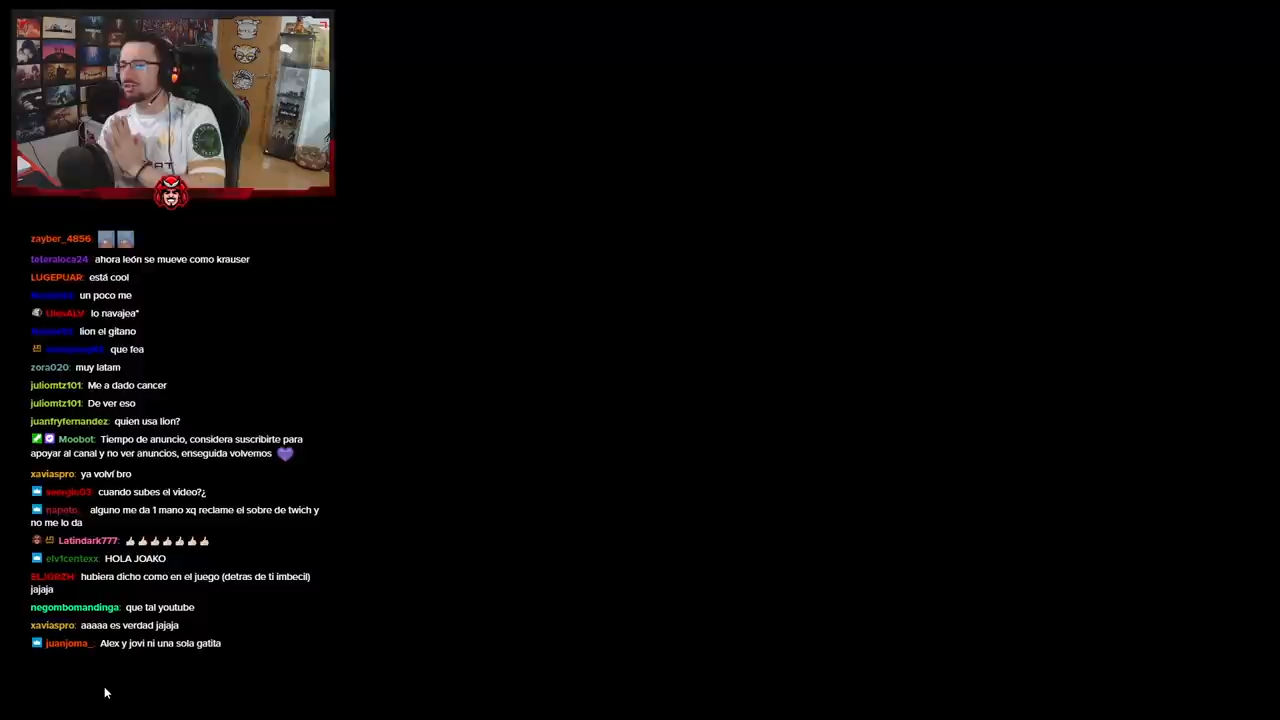 zayber_4856:
teteraloca24 ahora león se mueve como krauser
LUGEPUAR: está cool
un poco me
UlmALV: lo navajea*
lion el gitano
que fea
zora020: muy latam
juliomtz101: Me a dado cancer
juliomtz101: De ver eso
juanfryfernandez: quien usa lion?
Moobot: Tiempo de anuncio, considera suscribirte para
apoyar al canal y no ver anuncios, enseguida volvemos
xaviaspro: ya volví bro
cuando subes el video?¿
napeto_: alguno me da 1 mano xq reclame el sobre de twich y
no me lo da
Latindark777:
elv1centexx: HOLA JOAKO
hubiera dicho como en el juego (detras de ti imbecil)
jajaja
negombomandinga: que tal youtube
xaviaspro: aaaaa es verdad jajaja
juanjoma_: Alex y jovi ni una sola gatita